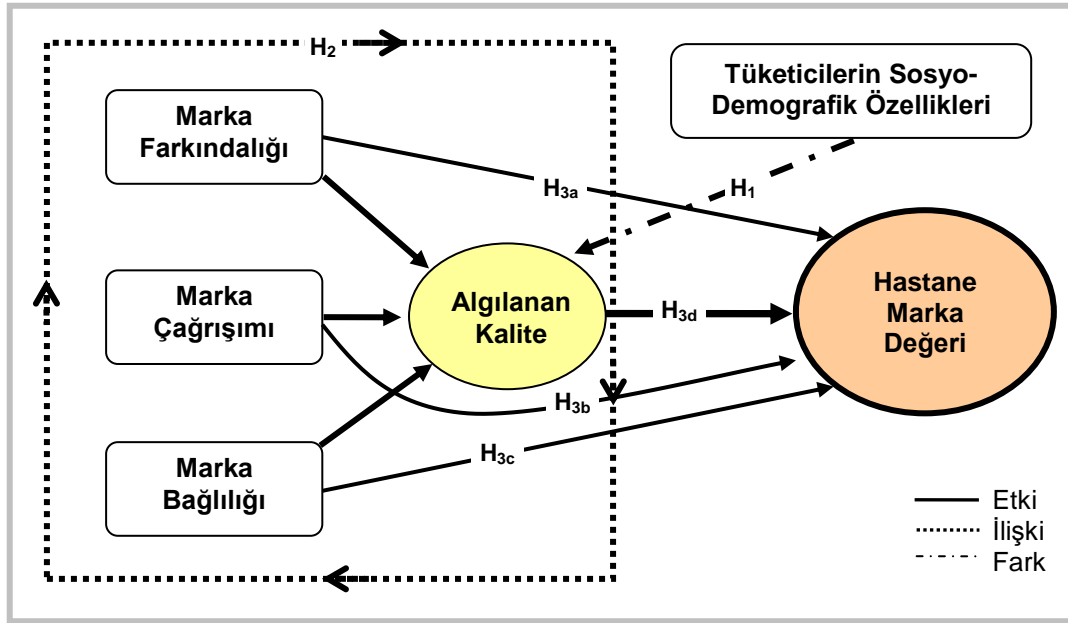 H₂
Tüketicilerin Sosyo-
Demografik Özellikleri
Marka
Farkındalığı
H₃ₐ
H₁
Marka
Çağrışımı
Algılanan
Kalite
H3d
Hastane
Marka
Değeri
H3b
Marka
Bağlılığı
H3c
Etki
İlişki
Fark